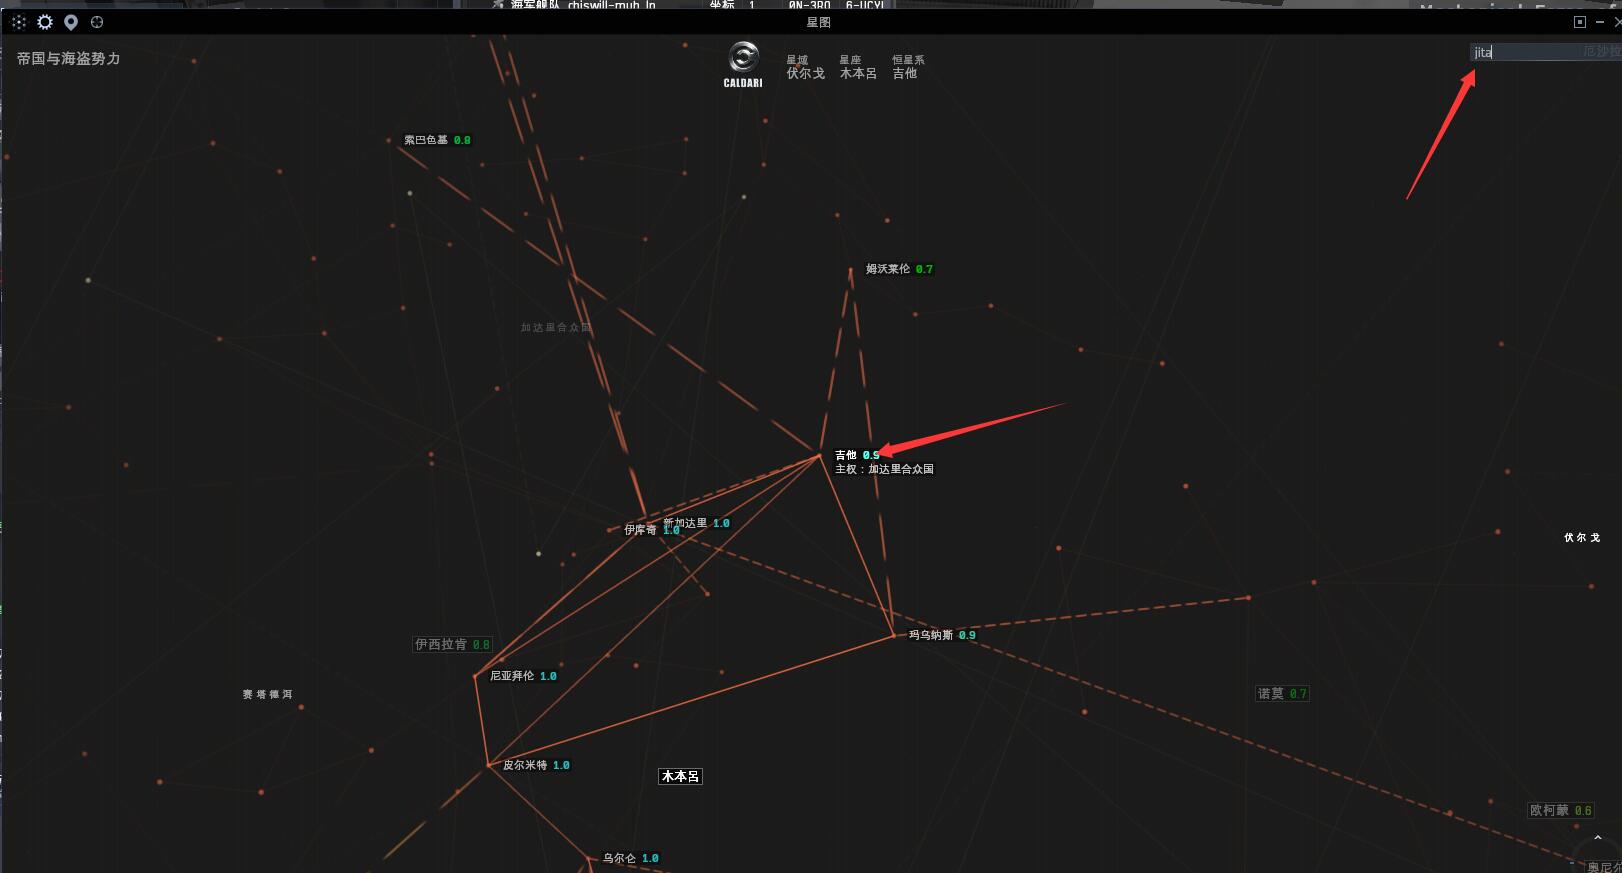 海军舰队 chiswill-muh In 坐标 1 0N-3RO 6-UCYL
星图
帝国与海盗势力
jita
CALDARI
星域 星座 恒星系
伏尔戈 木本呂 吉他
索巴色基 0.8
姆沃莱伦 0.7
加达里合众国
吉他 0.9
主权：加达里合众国
新加达里 1.0
伊库奇 1.0
伏尔戈
玛乌纳斯 0.9
伊西拉肯 0.8
尼亚拜伦 1.0
赛塔德洱
诺莫 0.7
皮尔米特 1.0
木本呂
欧柯蒙 0.6
乌尔仑 1.0
奥尼尔